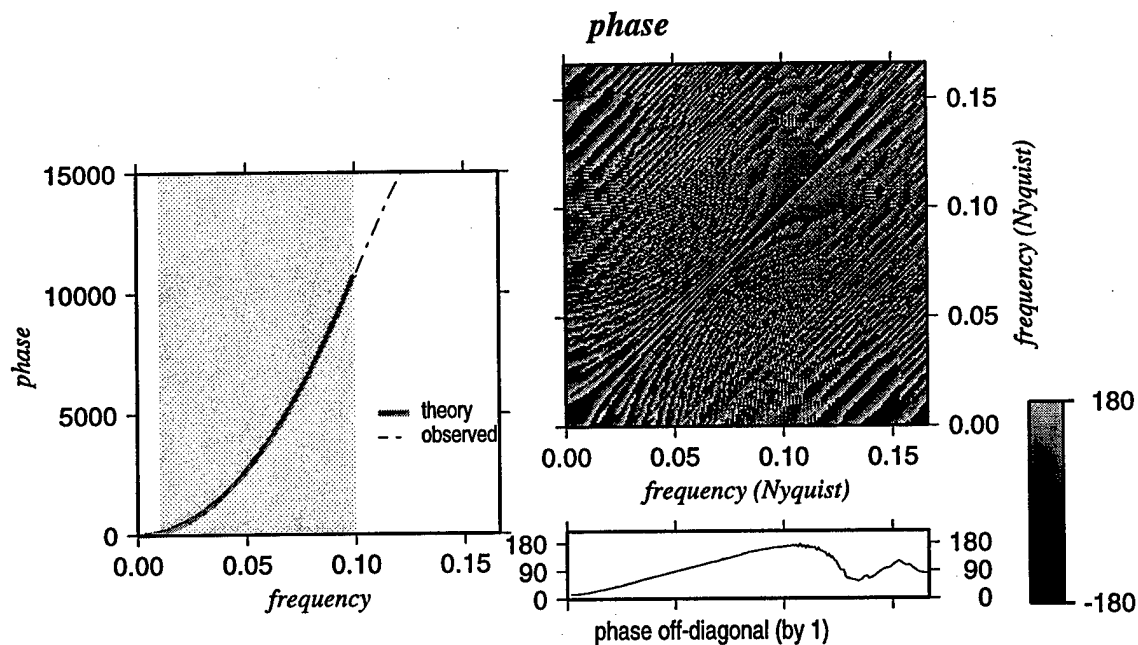 phase
15000
10000
5000
0
phase
theory
observed
0.00 0.05 0.10 0.15
frequency
0.15
0.10
0.05
0.00
frequency (Nyquist)
0.00 0.05 0.10 0.15
frequency (Nyquist)
180
-180
180 180
90 90
0 0
phase off-diagonal (by 1)